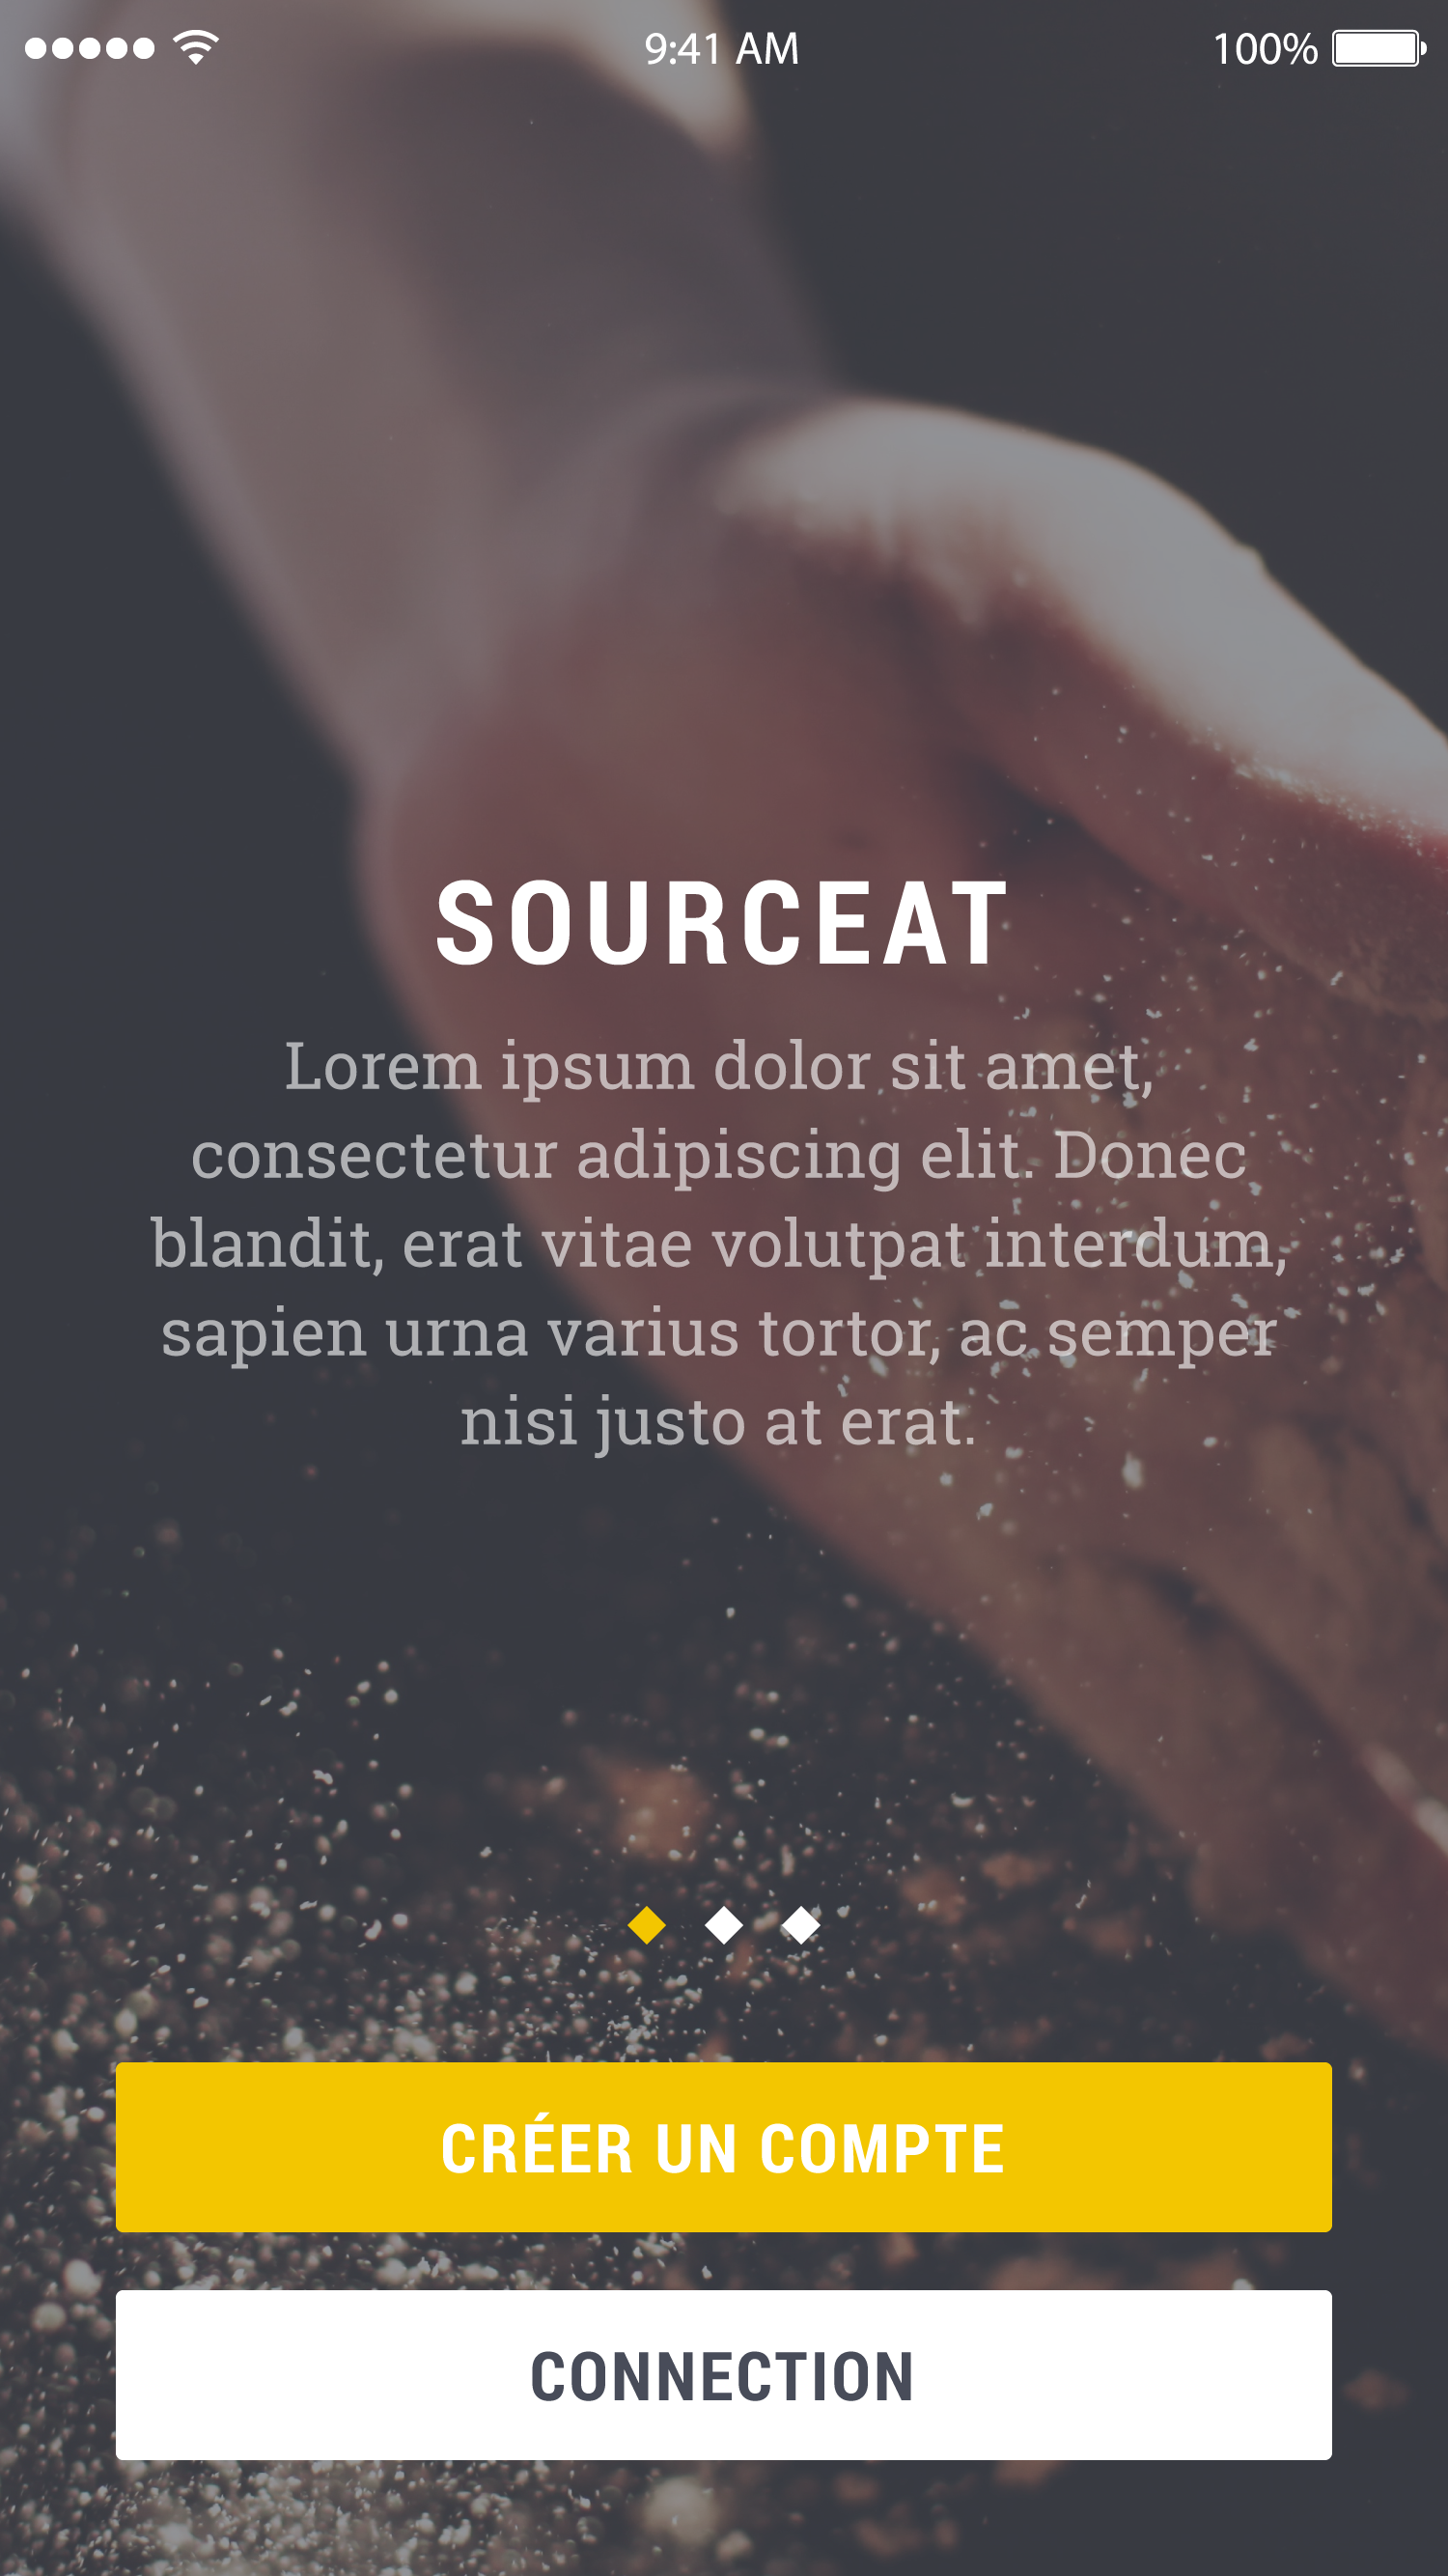 9:41 AM 100%
SOURCEAT
Lorem ipsum dolor sit amet,
consectetur adipiscing elit. Donec
blandit, erat vitae volutpat interdum,
sapien urna varius tortor, ac semper
nisi justo at erat.
CRÉER UN COMPTE
CONNECTION